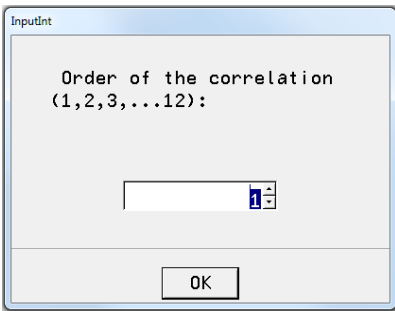 InputInt
Order of the correlation
(1,2,3,...12):
1
OK